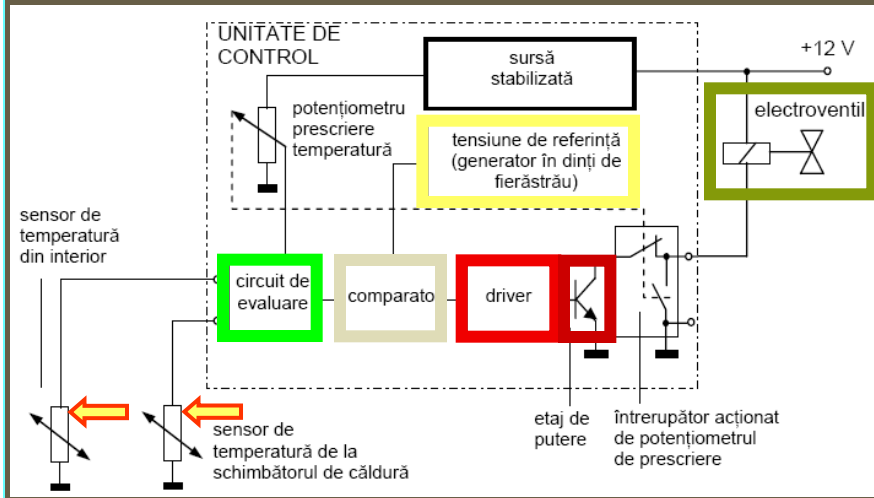 UNITATE DE
CONTROL
sursă
stabilizată
+12 V
electroventil
potențiometru
prescriere
temperatură
tensiune de referință
(generator în dinți de
fierăstrău)
sensor de
temperatură
din interior
circuit de
evaluare
comparato
driver
etaj de
putere
întrerupător acționat
de potențiometrul
de prescriere
sensor de
temperatură de la
schimbătorul de căldură